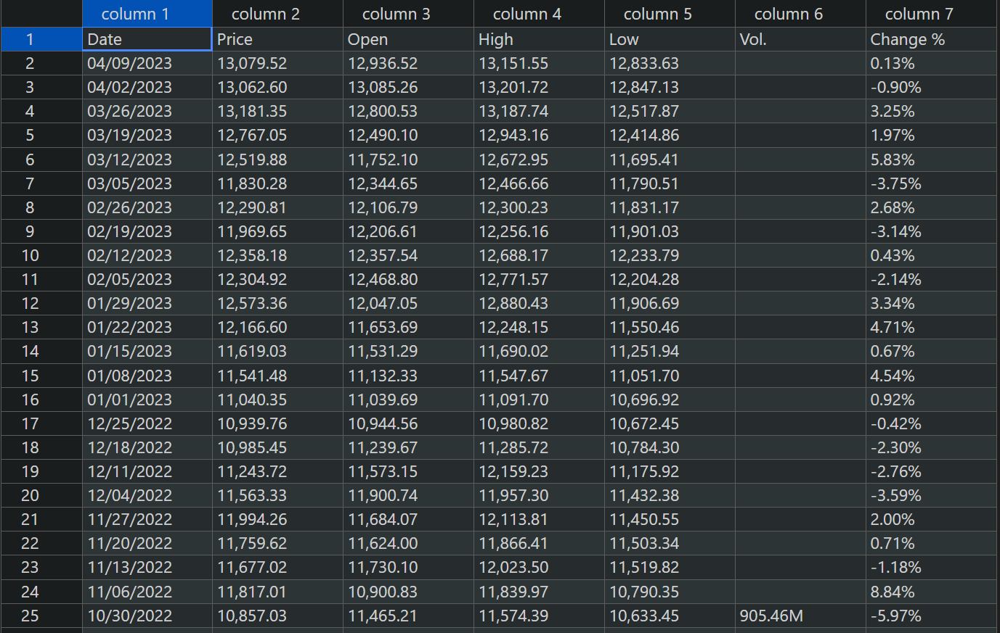 column 1 column 2 column 3 column 4 column 5 column 6 column 7
1 Date Price Open High Low Vol. Change %
2 04/09/2023 13,079.52 12,936.52 13,151.55 12,833.63 0.13%
3 04/02/2023 13,062.60 13,085.26 13,201.72 12,847.13 -0.90%
4 03/26/2023 13,181.35 12,800.53 13,187.74 12,517.87 3.25%
5 03/19/2023 12,767.05 12,490.10 12,943.16 12,414.86 1.97%
6 03/12/2023 12,519.88 11,752.10 12,672.95 11,695.41 5.83%
7 03/05/2023 11,830.28 12,344.65 12,466.66 11,790.51 -3.75%
8 02/26/2023 12,290.81 12,106.79 12,300.23 11,831.17 2.68%
9 02/19/2023 11,969.65 12,206.61 12,256.16 11,901.03 -3.14%
10 02/12/2023 12,358.18 12,357.54 12,688.17 12,233.79 0.43%
11 02/05/2023 12,304.92 12,468.80 12,771.57 12,204.28 -2.14%
12 01/29/2023 12,573.36 12,047.05 12,880.43 11,906.69 3.34%
13 01/22/2023 12,166.60 11,653.69 12,248.15 11,550.46 4.71%
14 01/15/2023 11,619.03 11,531.29 11,690.02 11,251.94 0.67%
15 01/08/2023 11,541.48 11,132.33 11,547.67 11,051.70 4.54%
16 01/01/2023 11,040.35 11,039.69 11,091.70 10,696.92 0.92%
17 12/25/2022 10,939.76 10,944.56 10,980.82 10,672.45 -0.42%
18 12/18/2022 10,985.45 11,239.67 11,285.72 10,784.30 -2.30%
19 12/11/2022 11,243.72 11,573.15 12,159.23 11,175.92 -2.76%
20 12/04/2022 11,563.33 11,900.74 11,957.30 11,432.38 -3.59%
21 11/27/2022 11,994.26 11,684.07 12,113.81 11,450.55 2.00%
22 11/20/2022 11,759.62 11,624.00 11,866.41 11,503.34 0.71%
23 11/13/2022 11,677.02 11,730.10 12,023.50 11,519.82 -1.18%
24 11/06/2022 11,817.01 10,900.83 11,839.97 10,790.35 8.84%
25 10/30/2022 10,857.03 11,465.21 11,574.39 10,633.45 905.46M -5.97%